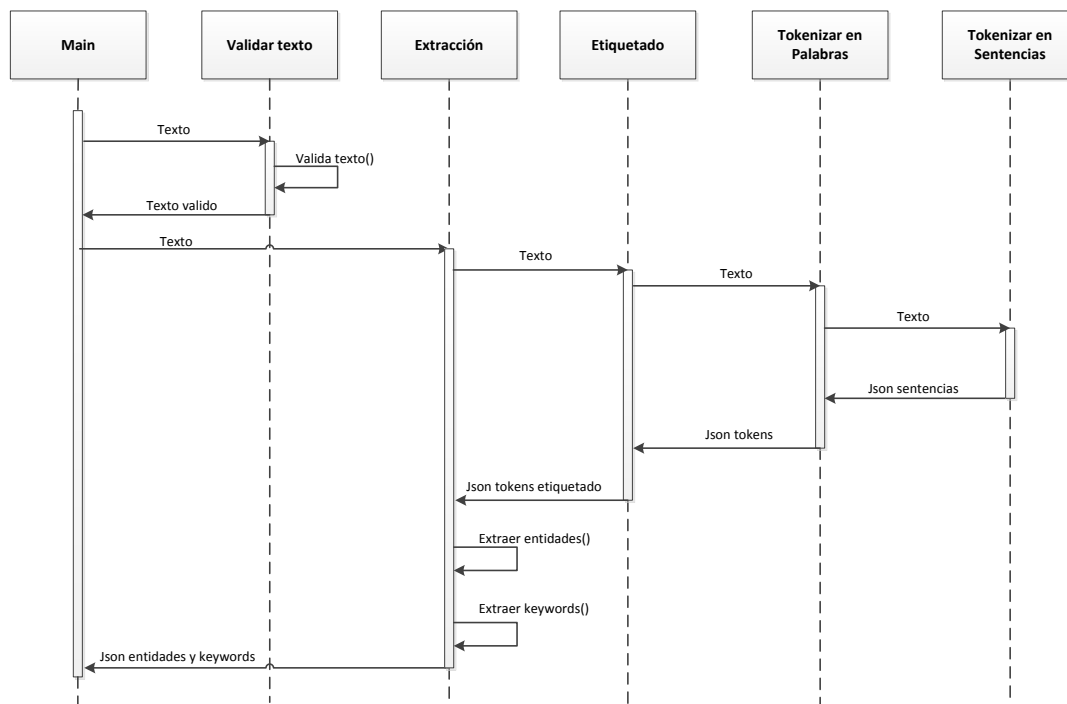 Main
Validar texto
Extracción
Etiquetado
Tokenizar en
Palabras
Tokenizar en
Sentencias
Texto
Valida texto()
Texto valido
Texto
Texto
Texto
Texto
Json sentencias
Json tokens
Json tokens etiquetado
Extraer entidades()
Extraer keywords()
Json entidades y keywords